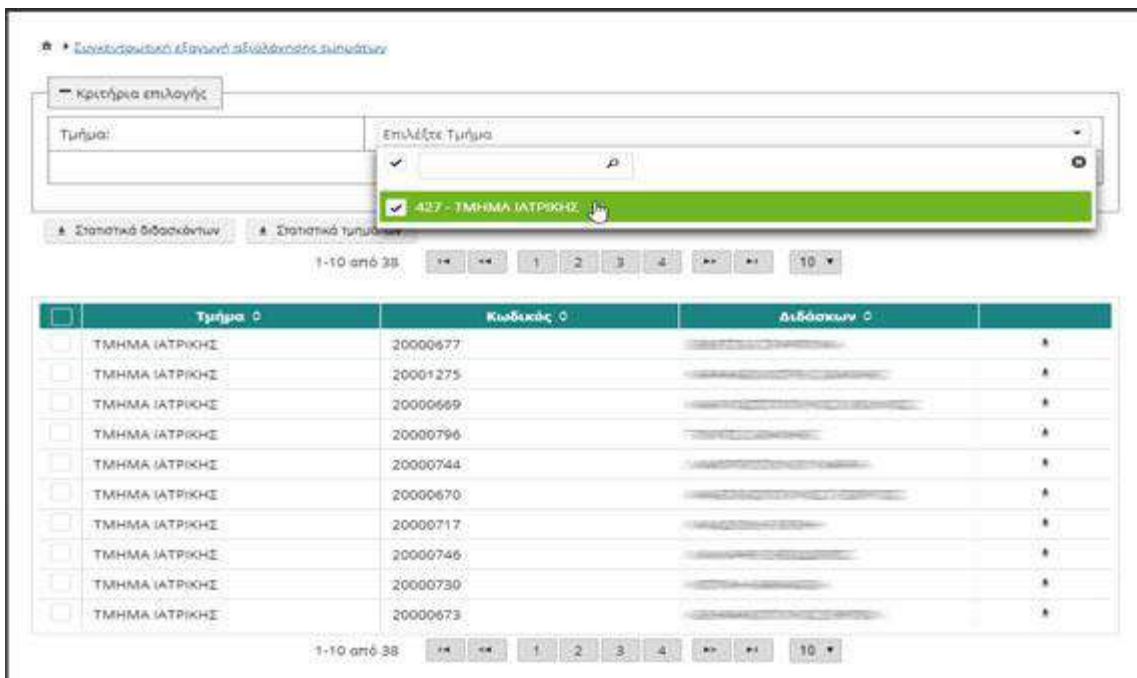 Συγκεντρωτική εξαγωγή αξιολόγησης τμημάτων
Κριτήρια επιλογής
Τμήμα: Επιλέξτε Τμήμα
427 - ΤΜΗΜΑ ΙΑΤΡΙΚΗΣ
Στατιστικά διδασκόντων Στατιστικά
1-10 από 38 1 2 3 4 10
Τμήμα Κωδικός Διδάσκων
ΤΜΗΜΑ ΙΑΤΡΙΚΗΣ 20000677
ΤΜΗΜΑ ΙΑΤΡΙΚΗΣ 20001275
ΤΜΗΜΑ ΙΑΤΡΙΚΗΣ 20000669
ΤΜΗΜΑ ΙΑΤΡΙΚΗΣ 20000796
ΤΜΗΜΑ ΙΑΤΡΙΚΗΣ 20000744
ΤΜΗΜΑ ΙΑΤΡΙΚΗΣ 20000670
ΤΜΗΜΑ ΙΑΤΡΙΚΗΣ 20000717
ΤΜΗΜΑ ΙΑΤΡΙΚΗΣ 20000746
ΤΜΗΜΑ ΙΑΤΡΙΚΗΣ 20000730
ΤΜΗΜΑ ΙΑΤΡΙΚΗΣ 20000673
1-10 από 38 1 2 3 4 10